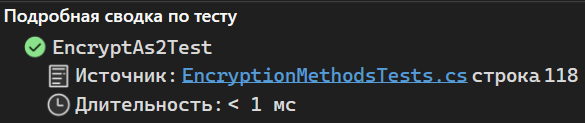 Подробная сводка по тесту
EncryptAs2Test
Источник: EncryptionMethodsTests.cs строка 118
Длительность: < 1 мс